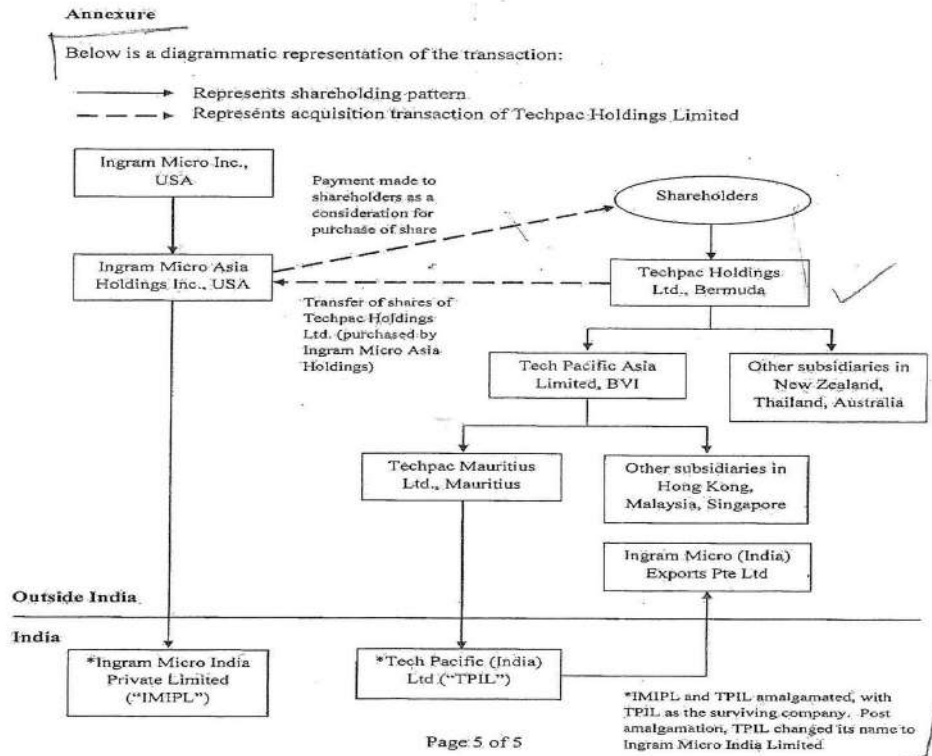 Annexure
Below is a diagrammatic representation of the transaction:
Represents shareholding pattern
Represents acquisition transaction of Techpac Holdings Limited
Ingram Micro Inc.,
USA
Payment made to
shareholders as a
consideration for
purchase of share
Shareholders
Ingram Micro Asia
Holdings Inc., USA
Techpac Holdings
Ltd., Bermuda
Transfer of shares of
Techpac Holdings
Ltd. (purchased by
Ingram Micro Asia
Holdings)
Tech Pacific Asia
Limited, BVI
Other subsidiaries in
New Zealand,
Thailand, Australia
Techpac Mauritius
Ltd., Mauritius
Other subsidiaries in
Hong Kong,
Malaysia, Singapore
Ingram Micro (India)
Exports Pte Ltd
Outside India
India
*Ingram Micro India
Private Limited
("IMIPL")
*Tech Pacific (India)
Ltd ("TPIL")
*IMIPL and TPIL amalgamated, with
TPIL as the surviving company. Post
amalgamation, TPIL changed its name to
Ingram Micro India Limited
Page 5 of 5